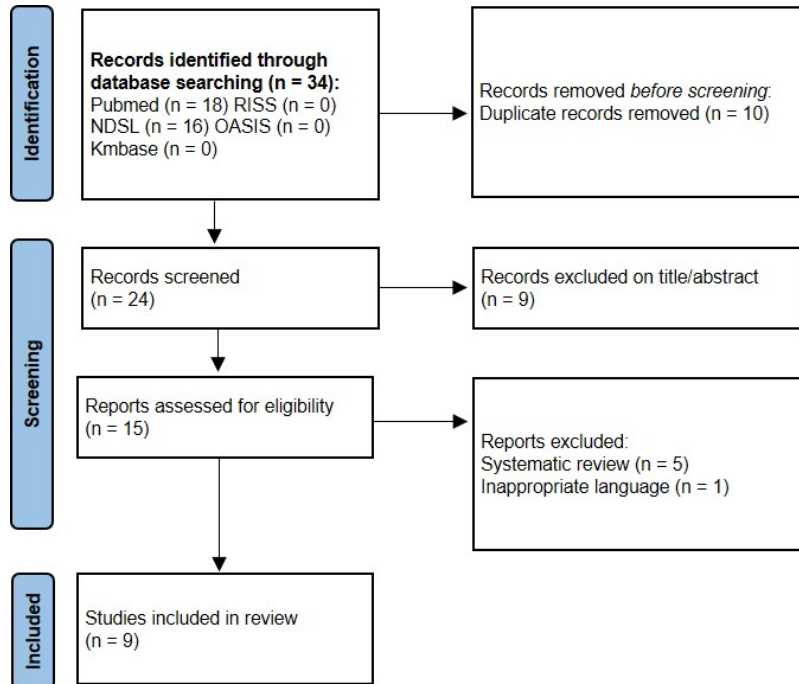 Identification
Records identified through
database searching (n = 34):
Pubmed (n = 18) RISS (n = 0)
NDSL (n = 16) OASIS (n = 0)
Kmbase (n = 0)
Records removed before screening:
Duplicate records removed (n = 10)
Screening
Records screened
(n = 24)
Records excluded on title/abstract
(n = 9)
Reports assessed for eligibility
(n = 15)
Reports excluded:
Systematic review (n = 5)
Inappropriate language (n = 1)
Included
Studies included in review
(n = 9)